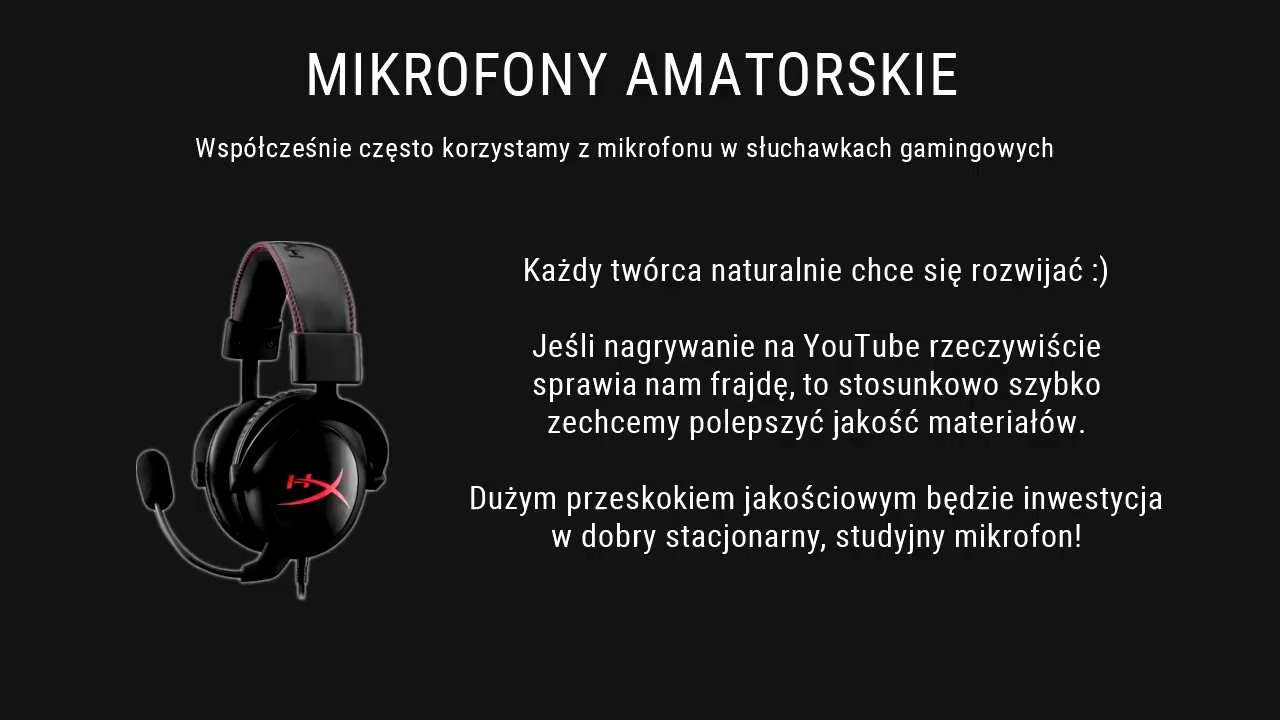 MIKROFONY AMATORSKIE
Współcześnie często korzystamy z mikrofonu w słuchawkach gamingowych
Każdy twórca naturalnie chce się rozwijać :)
Jeśli nagrywanie na YouTube rzeczywiście
sprawia nam frajdę, to stosunkowo szybko
zechcemy polepszyć jakość materiałów.
Dużym przeskokiem jakościowym będzie inwestycja
w dobry stacjonarny, studyjny mikrofon!
HX